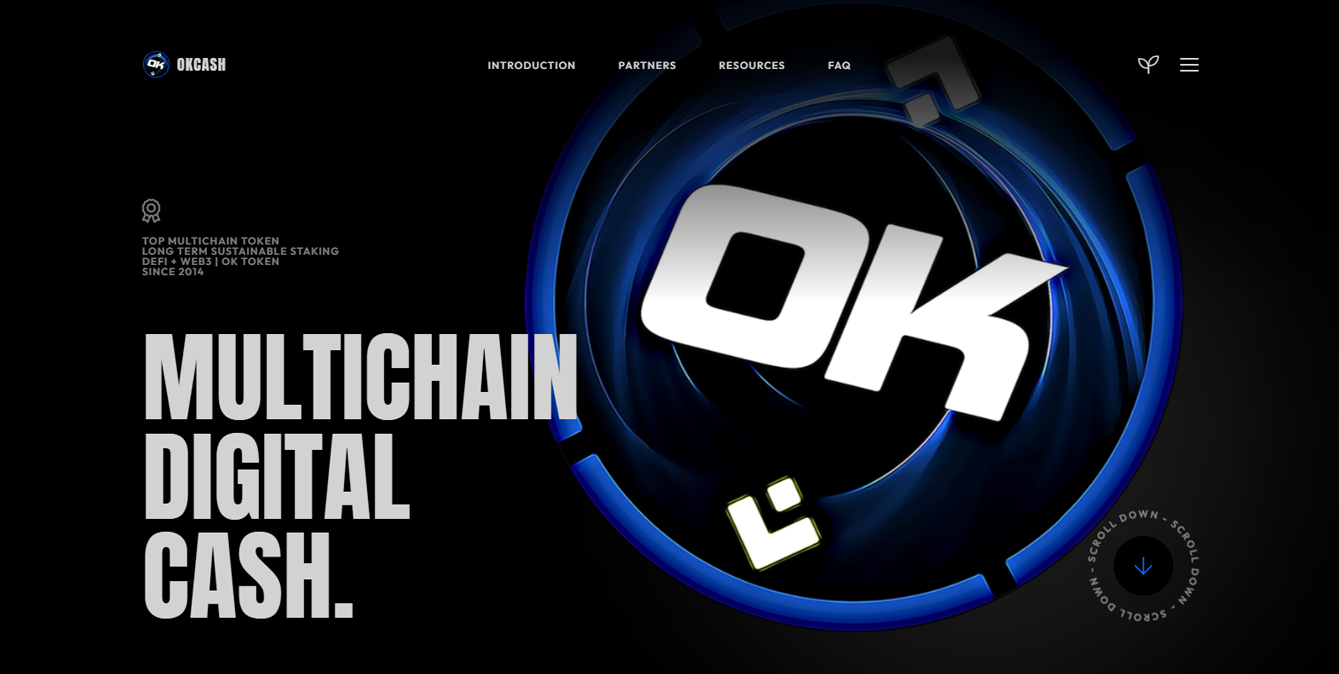 OK
OKCASH
INTRODUCTION
PARTNERS
RESOURCES
FAQ
TOP MULTICHAIN TOKEN
LONG TERM SUSTAINABLE STAKING
DEFI + WEB3 | OK TOKEN
SINCE 2014
OK
MULTICHAIN
DIGITAL
CASH.
SCROLL DOWN - SCROLL DOWN - SCROLL DOWN -